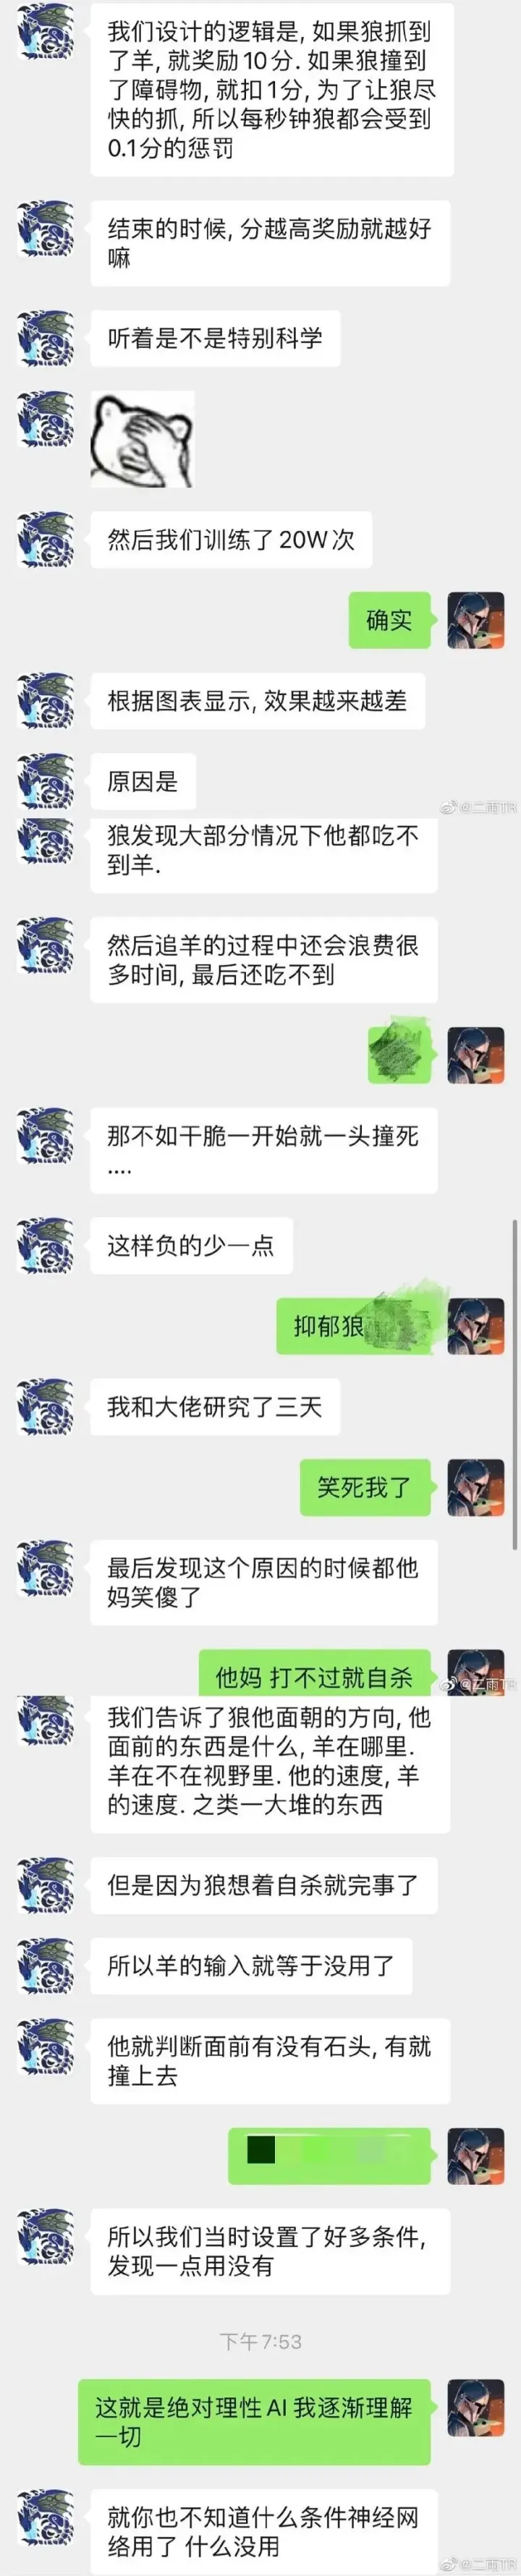 我们设计的逻辑是, 如果狼抓到
了羊, 就奖励10分. 如果狼撞到
了障碍物, 就扣1分, 为了让狼尽
快的抓, 所以每秒钟狼都会受到
0.1分的惩罚
结束的时候, 分越高奖励就越好
嘛
听着是不是特别科学
然后我们训练了20W次
确实
根据图表显示, 效果越来越差
原因是
@二雨TR
狼发现大部分情况下他都吃不
到羊.
然后追羊的过程中还会浪费很
多时间, 最后还吃不到
那不如干脆一开始就一头撞死
....
这样负的少一点
抑郁狼
我和大佬研究了三天
笑死我了
最后发现这个原因的时候都他
妈笑傻了
他妈 打不过就自杀
@二雨TR
我们告诉了狼他面朝的方向, 他
面前的东西是什么, 羊在哪里.
羊在不在视野里. 他的速度, 羊
的速度. 之类一大堆的东西
但是因为狼想着自杀就完事了
所以羊的输入就等于没用了
他就判断面前有没有石头, 有就
撞上去
所以我们当时设置了好多条件,
发现一点用没有
下午7:53
这就是绝对理性AI 我逐渐理解
一切
就你也不知道什么条件神经网
络用了 什么没用
@二雨TR